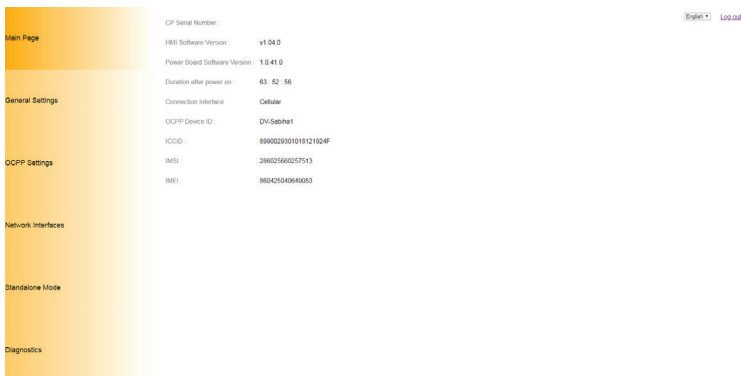 English
Log out
Main Page
General Settings
OCPP Settings
Network Interfaces
Standalone Mode
Diagnostics
CP Serial Number :
HMI Software Version : v1.04.0
Power Board Software Version : 1.0.41.0
Duration after power on : 63 : 52 : 56
Connection Interface Cellular
OCPP Device ID : DV-Sabiha1
ICCID : 8990029301018121924F
IMSI : 286025660257513
IMEI : 860425040649053